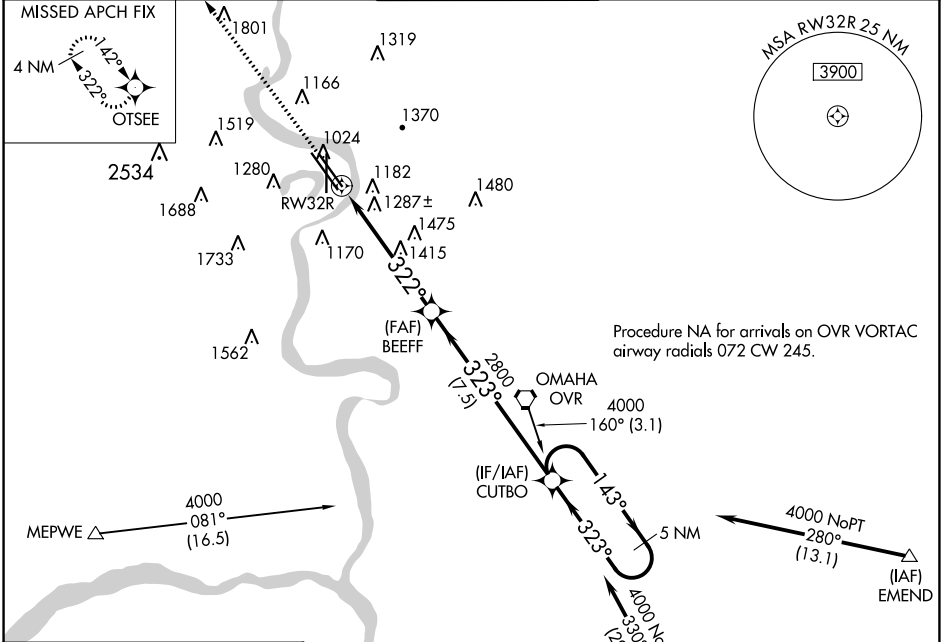 MISSED APCH FIX
4 NM
142°
322°
OTSEE
1801
1319
1166
1370
1519
1024
2534
1280
1182
1688
RW32R
1287±
1480
1475
1733
1170
1415
322°
MSA RW32R 25 NM
3900
(FAF)
BEEFF
1562
2800
323°
(7.5)
Procedure NA for arrivals on OVR VORTAC
airway radials 072 CW 245.
OMAHA
OVR
4000
160° (3.1)
(IF/IAF)
CUTBO
143°
323°
5 NM
MEPWE
4000
081°
(16.5)
4000 NoPT
280°
(13.1)
(IAF)
EMEND
4000
330°